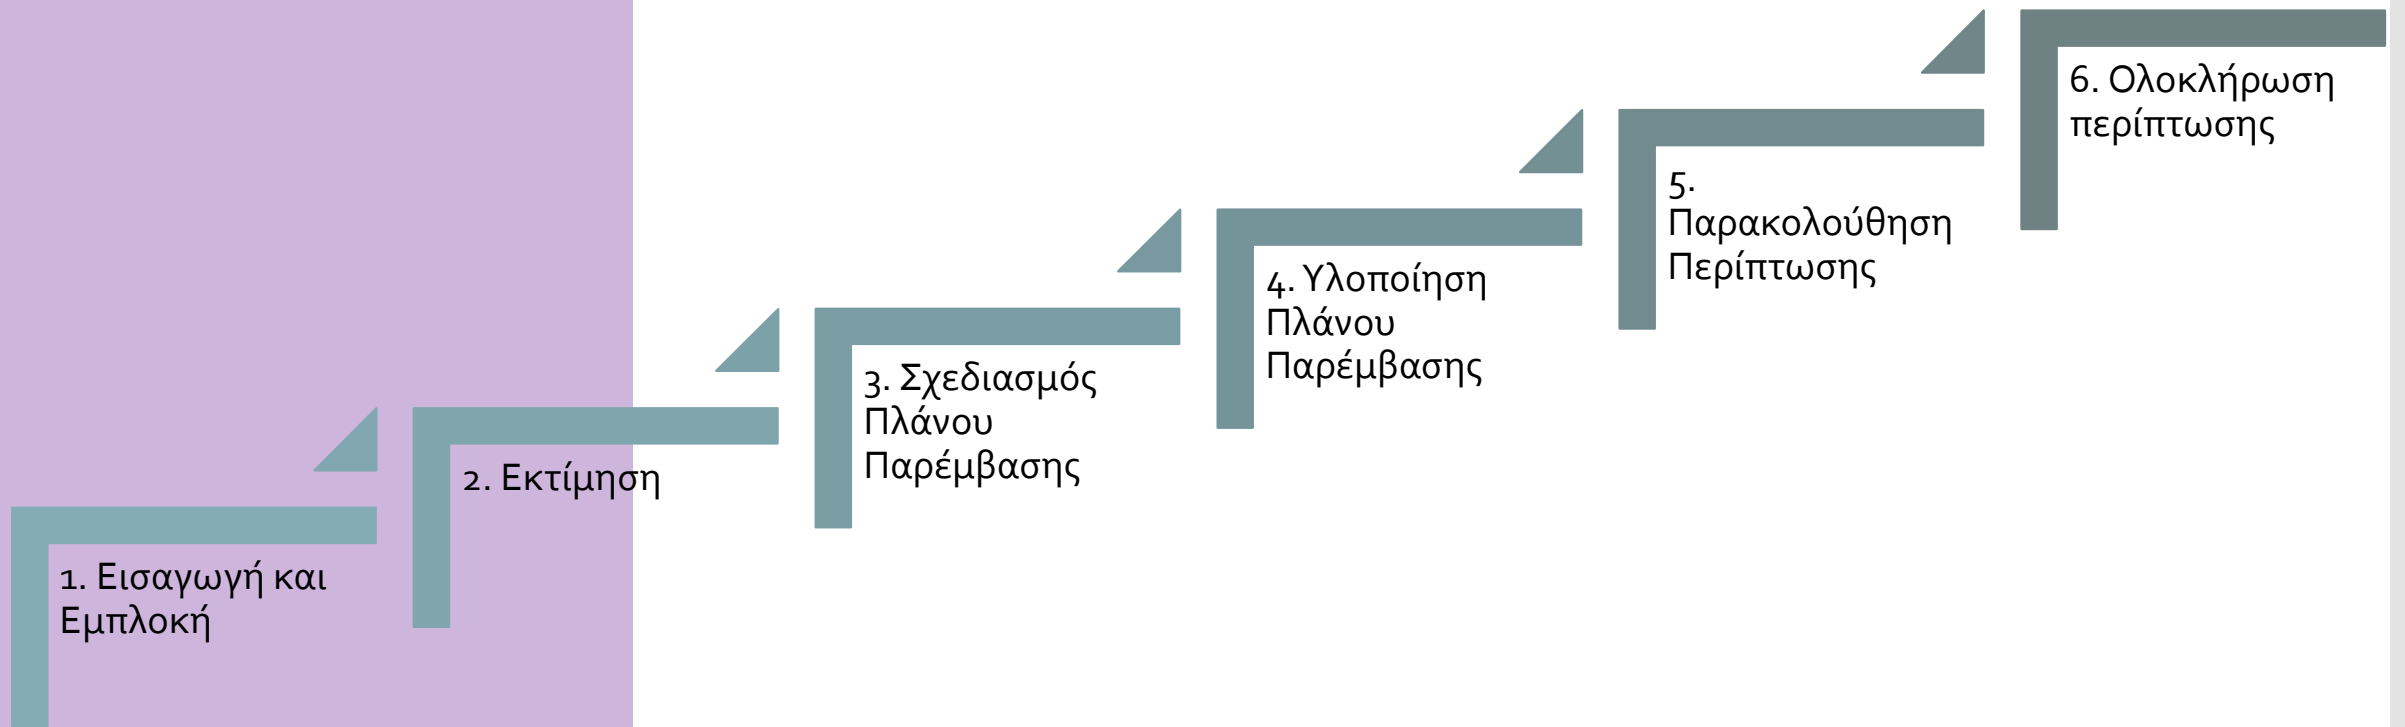 1. Εισαγωγή και
Εμπλοκή
2. Εκτίμηση
3. Σχεδιασμός
Πλάνου
Παρέμβασης
4. Υλοποίηση
Πλάνου
Παρέμβασης
5.
Παρακολούθηση
Περίπτωσης
6. Ολοκλήρωση
περίπτωσης